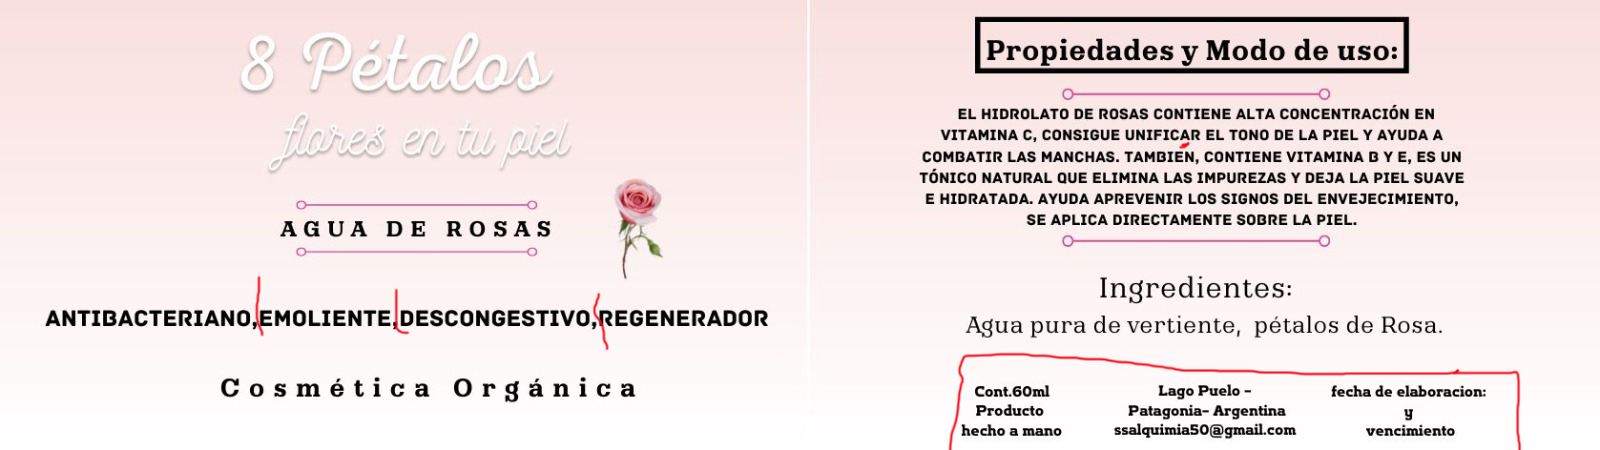 8 Pétalos
flores en tu piel
AGUA DE ROSAS
ANTIBACTERIANO,EMOLIENTE,DESCONGESTIVO,REGENERADOR
Cosmética Orgánica
Propiedades y Modo de uso:
EL HIDROLATO DE ROSAS CONTIENE ALTA CONCENTRACIÓN EN
VITAMINA C, CONSIGUE UNIFICAR EL TONO DE LA PIEL Y AYUDA A
COMBATIR LAS MANCHAS. TAMBIEN, CONTIENE VITAMINA B Y E, ES UN
TÓNICO NATURAL QUE ELIMINA LAS IMPUREZAS Y DEJA LA PIEL SUAVE
E HIDRATADA. AYUDA APREVENIR LOS SIGNOS DEL ENVEJECIMIENTO,
SE APLICA DIRECTAMENTE SOBRE LA PIEL.
Ingredientes:
Agua pura de vertiente, pétalos de Rosa.
Cont.60ml
Producto
hecho a mano
Lago Puelo -
Patagonia- Argentina
ssalquimia50@gmail.com
fecha de elaboracion:
y
vencimiento